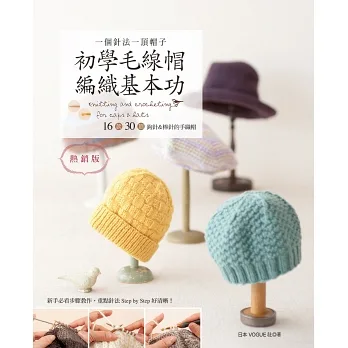 一個針法一頂帽子
初學毛線帽
編織基本功
knitting and crocheting
for caps & hats
16款30頂 鉤針&棒針的手織帽
熱銷版
新手必看步驟教作，重點針法 Step by Step 好清晰！
日本 VOGUE 社◎著